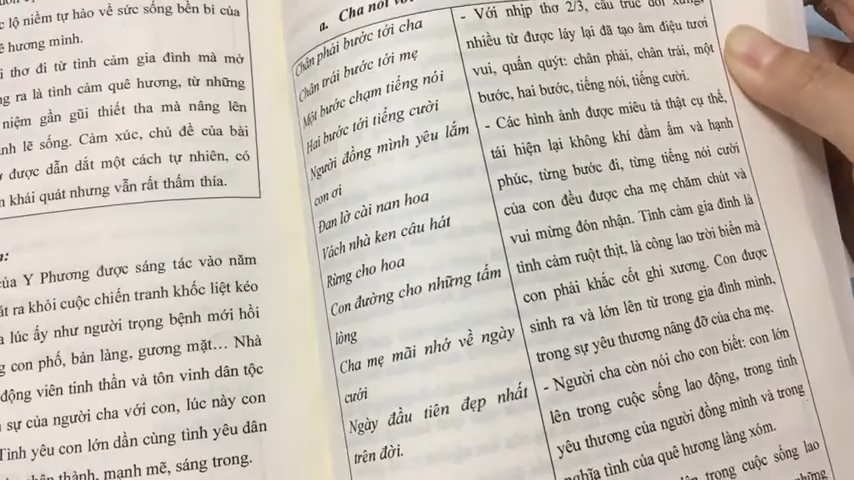 c lộ niềm tự hào về sức sống bền bỉ của
ê hương mình.
i thơ đi từ tình cảm gia đình mà mở
ng ra là tình cảm quê hương, từ những
niệm gần gũi thiết tha mà nâng lên
nh lẽ sống. Cảm xúc, chủ đề của bài
được dẫn dắt một cách tự nhiên, có
khái quát nhưng vẫn rất thấm thía.
của Y Phương được sáng tác vào năm
át ra khỏi cuộc chiến tranh khốc liệt kéo
lúc ấy như người trọng bệnh mới hồi
g con phố, bản làng, gương mặt... Nhà
động viên tinh thần và tôn vinh dân tộc
sự của người cha với con, lúc này con
Tình yêu con lớn dần cùng tình yêu dân
thành, mạnh mẽ, sáng trong.
a. Cha nói
Chân phải bước tới cha
Chân trái bước tới mẹ
Một bước chạm tiếng nói
Hai bước tới tiếng cười
Người đồng mình yêu lắm
con ơi
Đan lờ cài nan hoa
Vách nhà ken câu hát
Rừng cho hoa
Con đường cho những tấm
lòng
Cha mẹ mãi nhớ về ngày
cưới
Ngày đầu tiên đẹp nhất
trên đời.
- Với nhịp thơ 2/3, cấu trúc đối xứng,
nhiều từ được láy lại đã tạo âm điệu tươi
vui, quấn quýt: chân phải, chân trái, một
bước, hai bước, tiếng nói, tiếng cười.
- Các hình ảnh được miêu tả thật cụ thể,
tái hiện lại không khí đầm ấm và hạnh
phúc, từng bước đi, từng tiếng nói cười
của con đều được cha mẹ chăm chút và
vui mừng đón nhận. Tình cảm gia đình là
tình cảm ruột thịt, là công lao trời biển mà
con phải khắc cốt ghi xương. Con được
sinh ra và lớn lên từ trong gia đình mình,
trong sự yêu thương nâng đỡ của cha mẹ.
- Người cha còn nói cho con biết: con lớn
lên trong cuộc sống lao động, trong tình
yêu thương của người đồng mình và trong
nghĩa tình của quê hương làng xóm.
trong cuộc sống lao